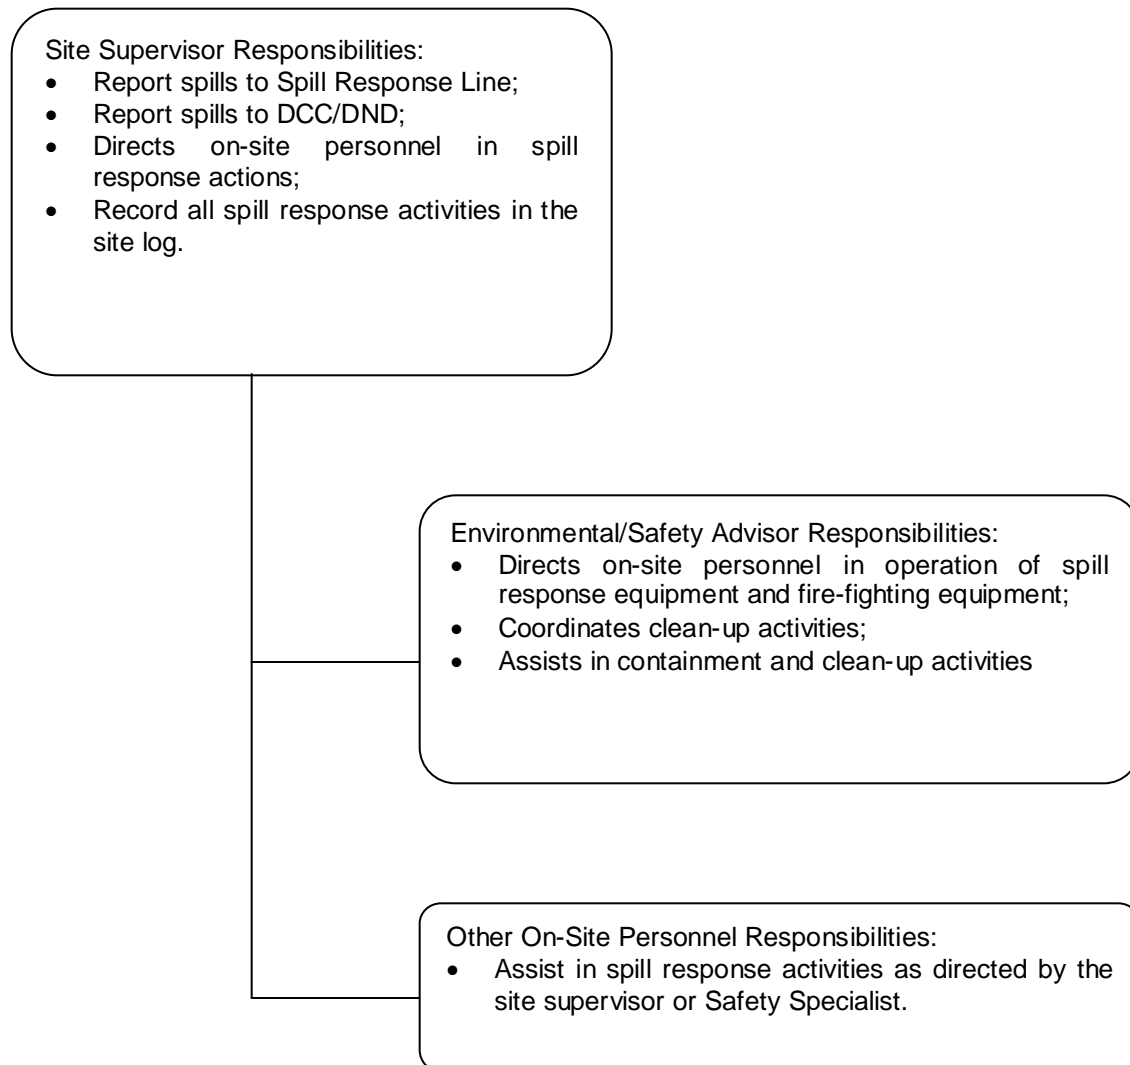 Site Supervisor Responsibilities:
• Report spills to Spill Response Line;
• Report spills to DCC/DND;
• Directs on-site personnel in spill
response actions;
• Record all spill response activities in the
site log.
Environmental/Safety Advisor Responsibilities:
• Directs on-site personnel in operation of spill
response equipment and fire-fighting equipment;
• Coordinates clean-up activities;
• Assists in containment and clean-up activities
Other On-Site Personnel Responsibilities:
• Assist in spill response activities as directed by the
site supervisor or Safety Specialist.